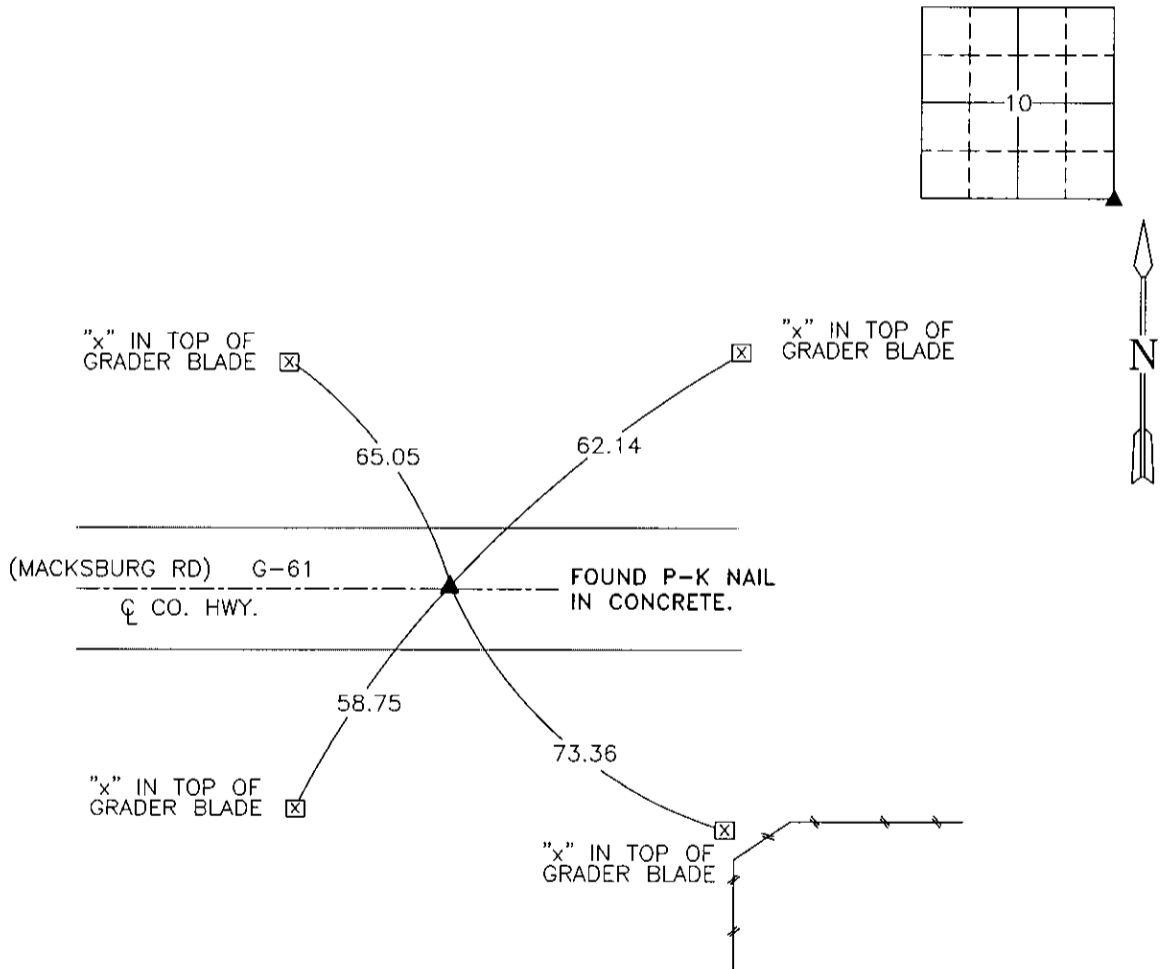 10
N
"x" IN TOP OF
GRADER BLADE
x
x
"x" IN TOP OF
GRADER BLADE
65.05
62.14
(MACKSBURG RD) G-61
℄ CO. HWY.
FOUND P-K NAIL
IN CONCRETE.
58.75
73.36
"x" IN TOP OF
GRADER BLADE
x
x
"x" IN TOP OF
GRADER BLADE